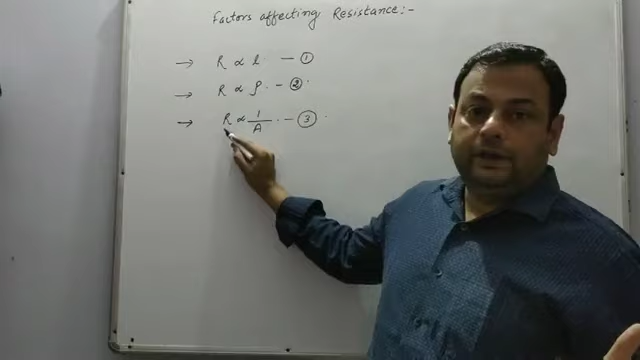 Factors affecting Resistance:-
→ R ∝ l. - ①
→ R ∝ ρ. - ②
→ R ∝ 1/A. - ③